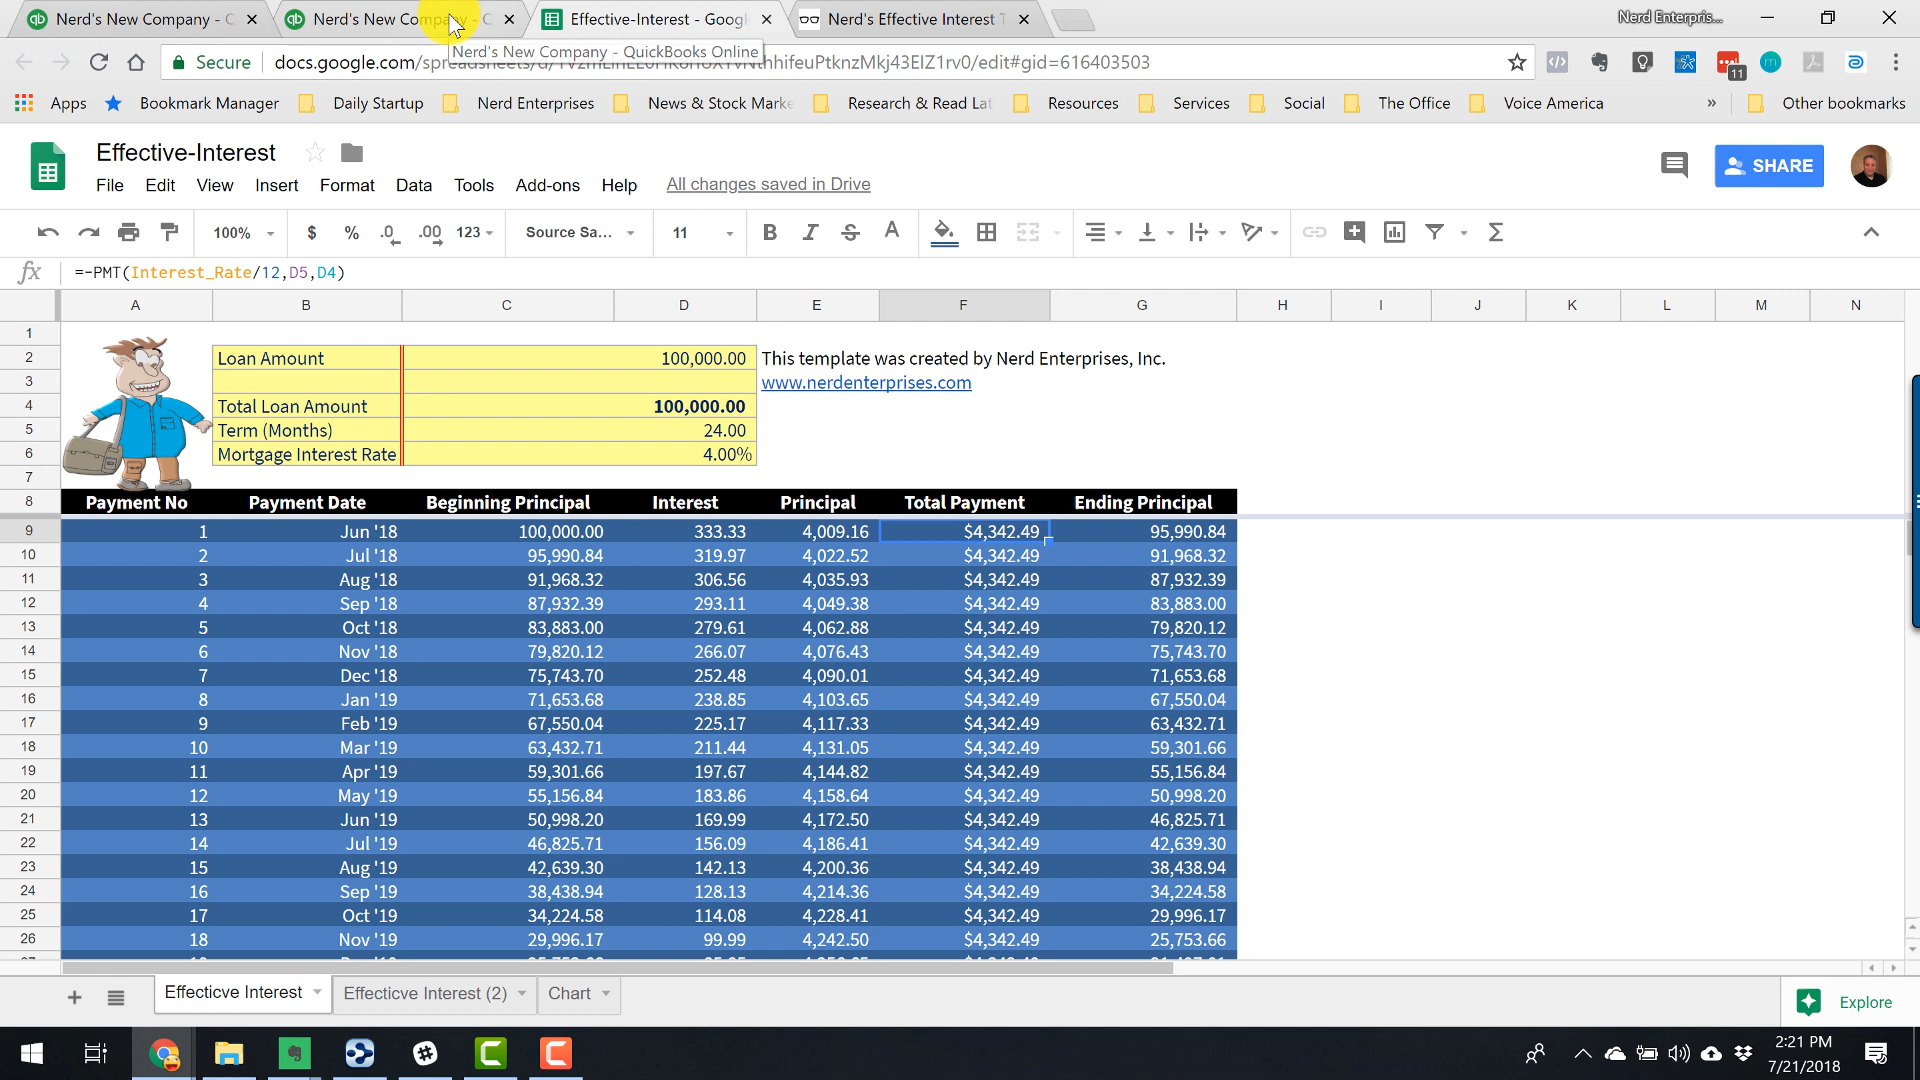 Nerd's New Company - C
Nerd's New Company - Q
Effective-Interest - Googl
Nerd's Effective Interest T
Nerd Enterpris...
Nerd's New Company - QuickBooks Online
Secure
Apps
Bookmark Manager
Daily Startup
Nerd Enterprises
News & Stock Marke
Research & Read Lat
Resources
Services
Social
The Office
Voice America
»
Other bookmarks
11
Effective-Interest
File Edit View Insert Format Data Tools Add-ons Help All changes saved in Drive
SHARE
100% $ % .0 .00 123 Source Sa... 11 B I S A Σ
fx =-PMT(Interest_Rate/12,D5,D4)
A B C D E F G H I J K L M N
1
2 Loan Amount 100,000.00 This template was created by Nerd Enterprises, Inc.
3 www.nerdenterprises.com
4 Total Loan Amount 100,000.00
5 Term (Months) 24.00
6 Mortgage Interest Rate 4.00%
7
8 Payment No Payment Date Beginning Principal Interest Principal Total Payment Ending Principal
9 1 Jun '18 100,000.00 333.33 4,009.16 $4,342.49 95,990.84
10 2 Jul '18 95,990.84 319.97 4,022.52 $4,342.49 91,968.32
11 3 Aug '18 91,968.32 306.56 4,035.93 $4,342.49 87,932.39
12 4 Sep '18 87,932.39 293.11 4,049.38 $4,342.49 83,883.00
13 5 Oct '18 83,883.00 279.61 4,062.88 $4,342.49 79,820.12
14 6 Nov '18 79,820.12 266.07 4,076.43 $4,342.49 75,743.70
15 7 Dec '18 75,743.70 252.48 4,090.01 $4,342.49 71,653.68
16 8 Jan '19 71,653.68 238.85 4,103.65 $4,342.49 67,550.04
17 9 Feb '19 67,550.04 225.17 4,117.33 $4,342.49 63,432.71
18 10 Mar '19 63,432.71 211.44 4,131.05 $4,342.49 59,301.66
19 11 Apr '19 59,301.66 197.67 4,144.82 $4,342.49 55,156.84
20 12 May '19 55,156.84 183.86 4,158.64 $4,342.49 50,998.20
21 13 Jun '19 50,998.20 169.99 4,172.50 $4,342.49 46,825.71
22 14 Jul '19 46,825.71 156.09 4,186.41 $4,342.49 42,639.30
23 15 Aug '19 42,639.30 142.13 4,200.36 $4,342.49 38,438.94
24 16 Sep '19 38,438.94 128.13 4,214.36 $4,342.49 34,224.58
25 17 Oct '19 34,224.58 114.08 4,228.41 $4,342.49 29,996.17
26 18 Nov '19 29,996.17 99.99 4,242.50 $4,342.49 25,753.66
Efficticve Interest
Efficticve Interest (2)
Chart
Explore
2:21 PM
7/21/2018